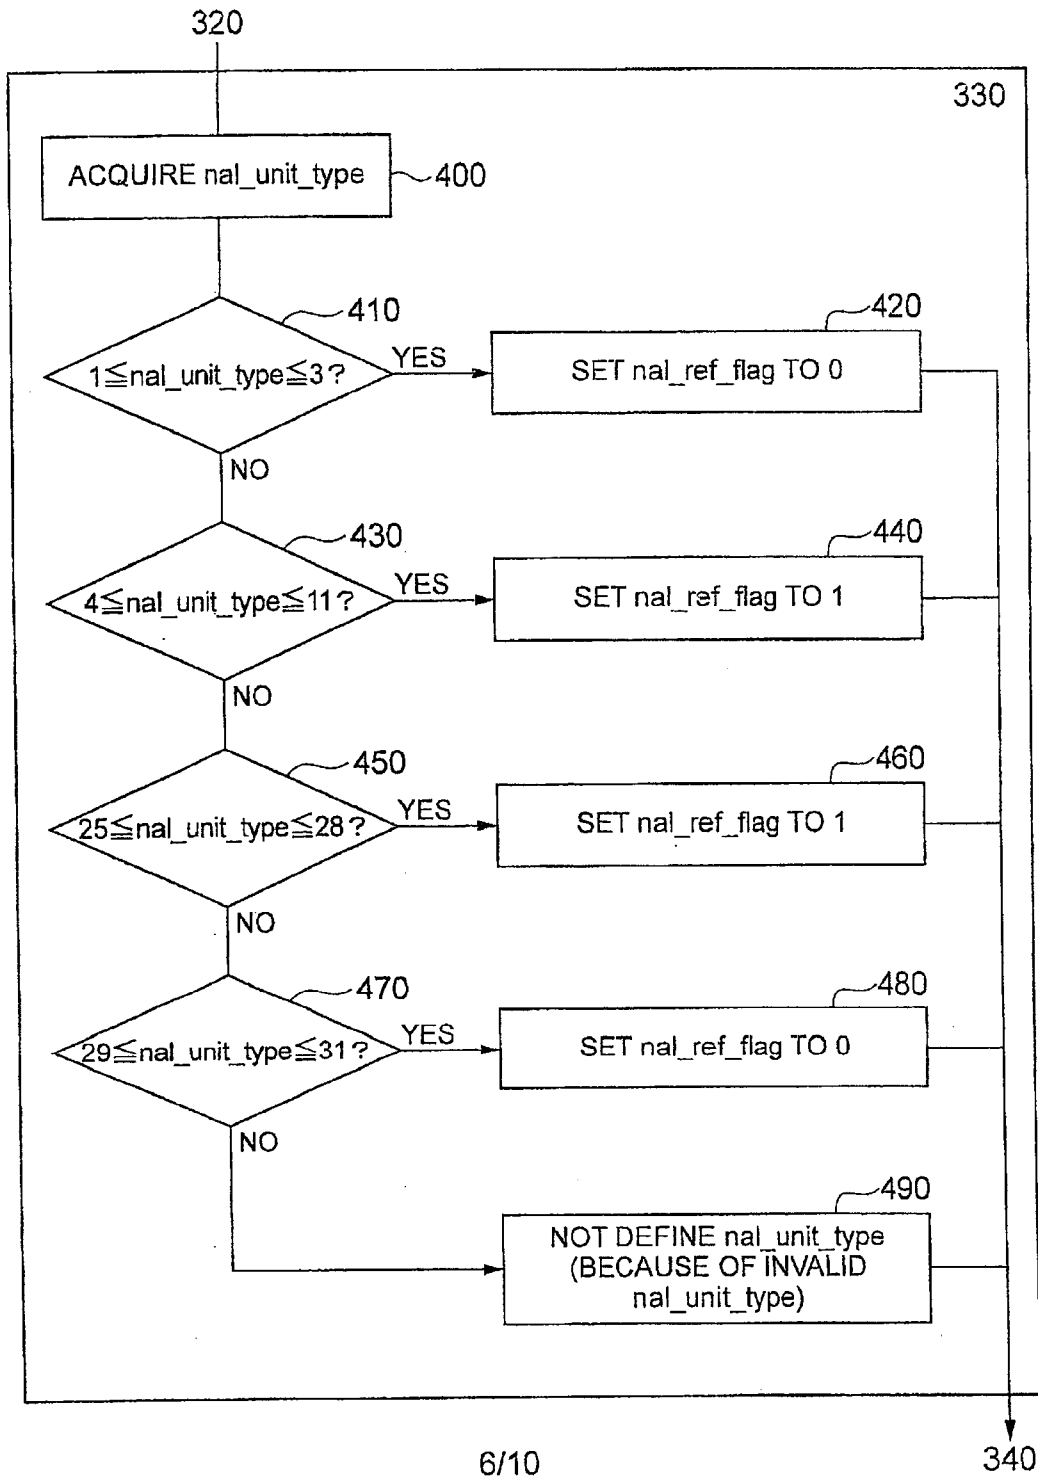 320
330
ACQUIRE nal_unit_type
400
410
1≦nal_unit_type≦3?
YES
420
SET nal_ref_flag TO 0
NO
430
4≦nal_unit_type≦11?
YES
440
SET nal_ref_flag TO 1
NO
450
25≦nal_unit_type≦28?
YES
460
SET nal_ref_flag TO 1
NO
470
29≦nal_unit_type≦31?
YES
480
SET nal_ref_flag TO 0
NO
490
NOT DEFINE nal_unit_type
(BECAUSE OF INVALID
nal_unit_type)
6/10
340